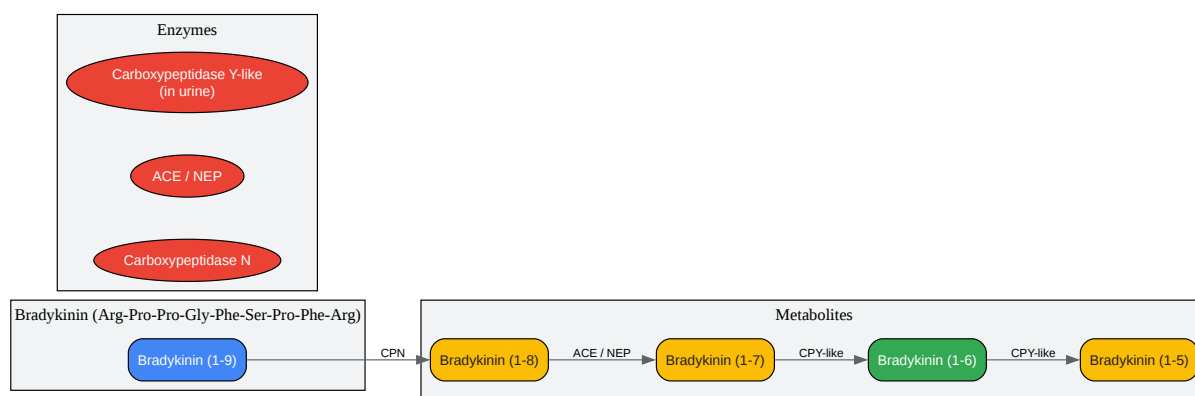 Enzymes
Carboxypeptidase Y-like
(in urine)
ACE / NEP
Carboxypeptidase N
Bradykinin (Arg-Pro-Pro-Gly-Phe-Ser-Pro-Phe-Arg)
Bradykinin (1-9)
CPN
Metabolites
Bradykinin (1-8)
ACE / NEP
Bradykinin (1-7)
CPY-like
Bradykinin (1-6)
CPY-like
Bradykinin (1-5)